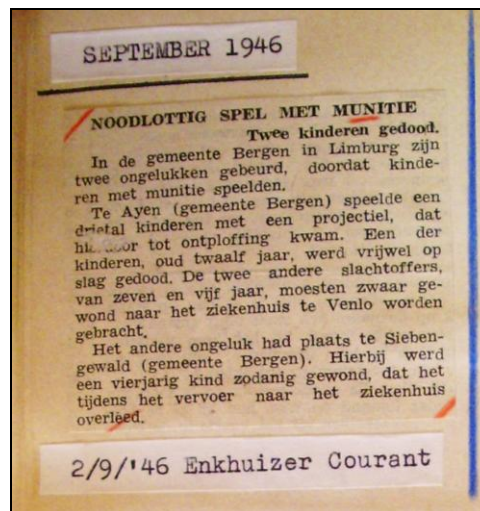 SEPTEMBER 1946
NOODLOTTIG SPEL MET MUNITIE
Twee kinderen gedood.
In de gemeente Bergen in Limburg zijn
twee ongelukken gebeurd, doordat kinde-
ren met munitie speelden.
Te Ayen (gemeente Bergen) speelde een
drietal kinderen met een projectiel, dat
door tot ontploffing kwam. Een der
kinderen, oud twaalf jaar, werd vrijwel op
slag gedood. De twee andere slachtoffers,
van zeven en vijf jaar, moesten zwaar ge-
wond naar het ziekenhuis te Venlo worden
gebracht.
Het andere ongeluk had plaats te Sieben-
gewald (gemeente Bergen). Hierbij werd
een vierjarig kind zodanig gewond, dat het
tijdens het vervoer naar het ziekenhuis
overleed.
2/9/'46 Enkhuizer Courant